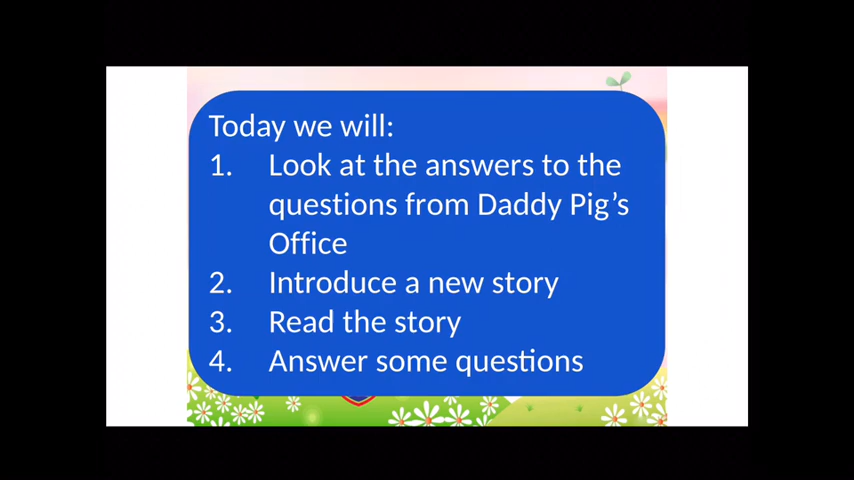 Today we will:
1. Look at the answers to the
questions from Daddy Pig’s
Office
2. Introduce a new story
3. Read the story
4. Answer some questions